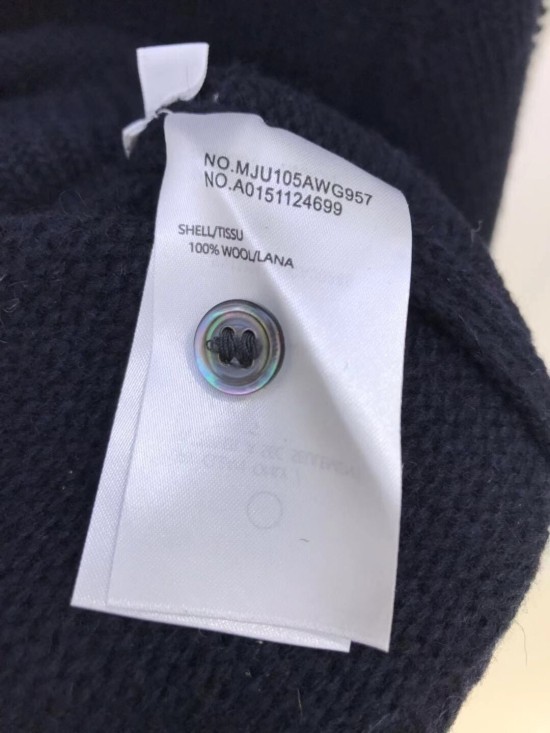 NO.MJU105AWG957
NO.A0151124699
SHELL/TISSU
100% WOOL/LANA